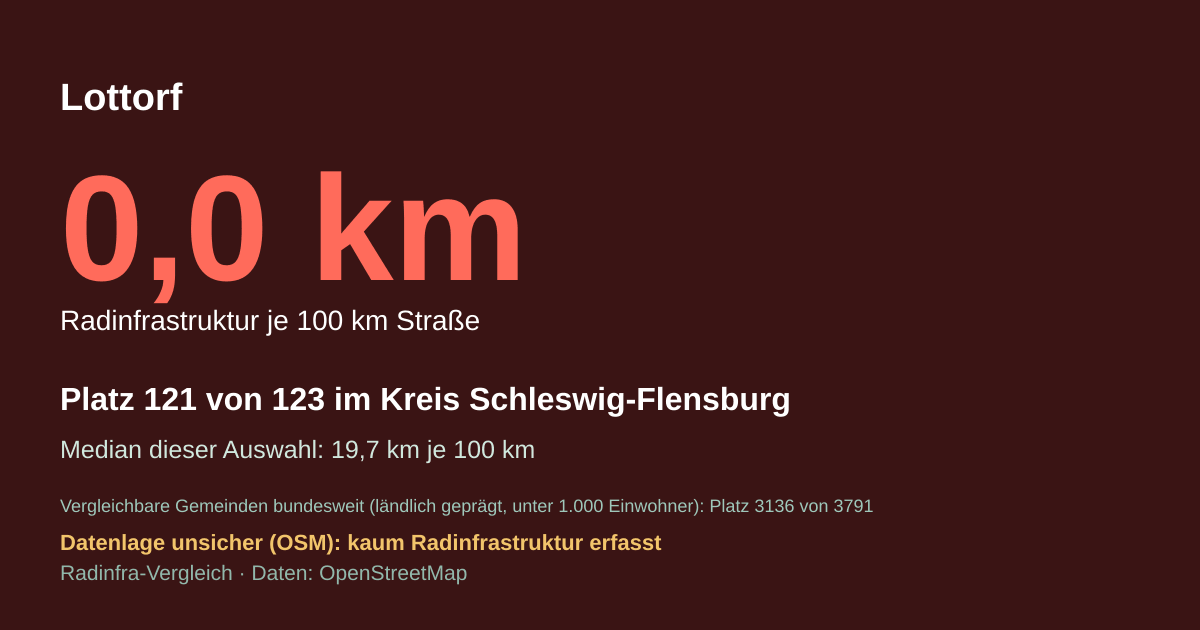 Lottorf
0,0 km
Radinfrastruktur je 100 km Straße
Platz 121 von 123 im Kreis Schleswig-Flensburg
Median dieser Auswahl: 19,7 km je 100 km
Vergleichbare Gemeinden bundesweit (ländlich geprägt, unter 1.000 Einwohner): Platz 3136 von 3791
Datenlage unsicher (OSM): kaum Radinfrastruktur erfasst
Radinfra-Vergleich · Daten: OpenStreetMap